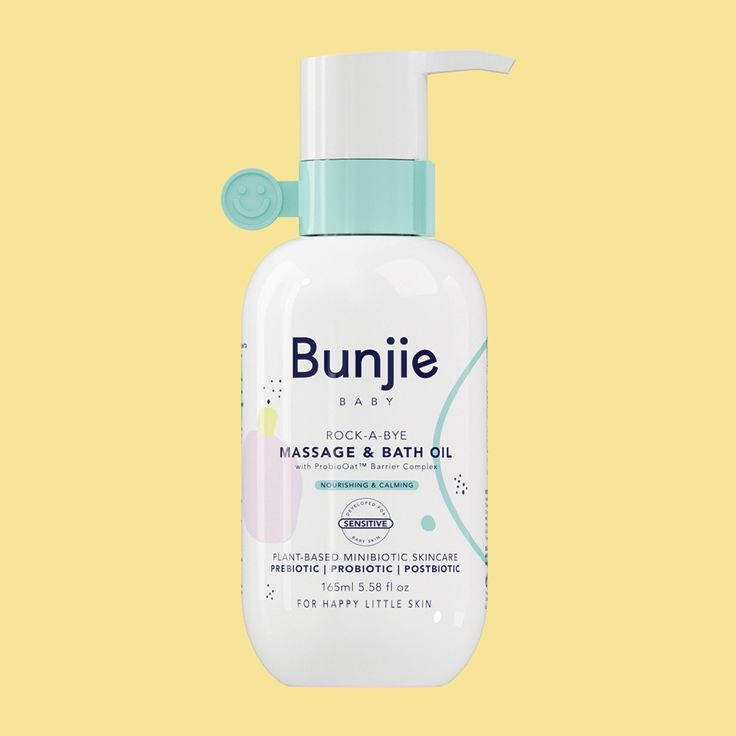 Bunjie
BABY
ROCK-A-BYE
MASSAGE & BATH OIL
with ProbioOat™ Barrier Complex
NOURISHING & CALMING
DEVELOPED FOR
SENSITIVE
BABY SKIN
PLANT-BASED MINIBIOTIC SKINCARE
PREBIOTIC | PROBIOTIC | POSTBIOTIC
165ml 5.58 fl oz
FOR HAPPY LITTLE SKIN